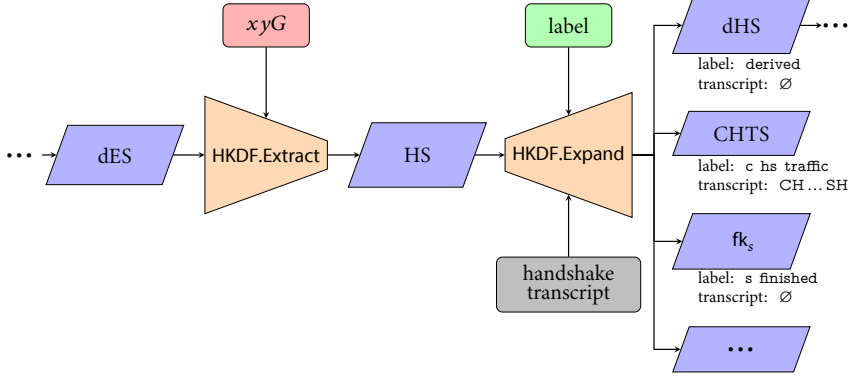 xyG
label
dHS
•••
label: derived
transcript: ∅
••• dES
HKDF.Extract
HS
HKDF.Expand
CHTS
label: c hs traffic
transcript: CH … SH
fkₛ
label: s finished
transcript: ∅
handshake
transcript
•••